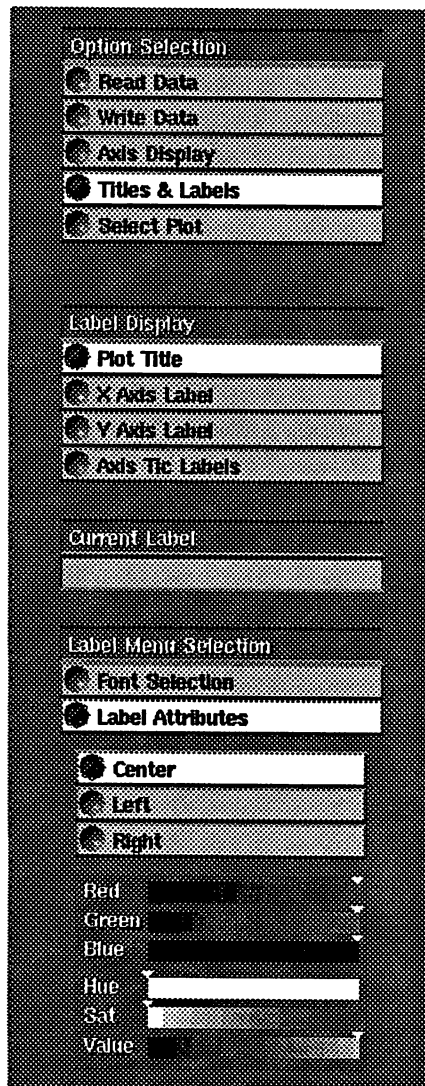 Option Selection
Read Data
Write Data
Axis Display
Titles & Labels
Select Plot
Label Display
Plot Title
X Axis Label
Y Axis Label
Axis Tic Labels
Current Label
Label Menu Selection
Font Selection
Label Attributes
Center
Left
Right
Red
Green
Blue
Hue
Sat
Value